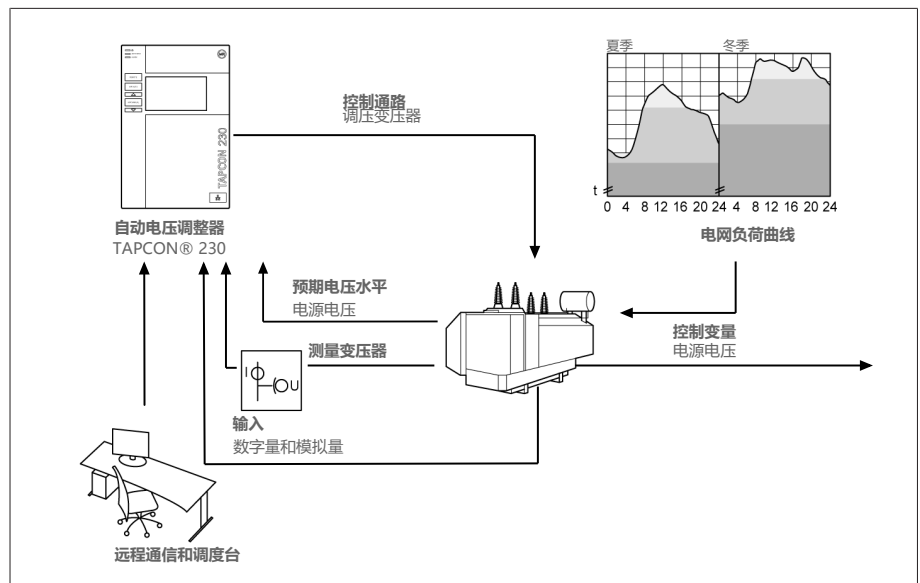 夏季
冬季
控制通路
调压变压器
TAPCON 230
t
0 4 8 12 16 20 24 4 8 12 16 20 24
自动电压调整器
TAPCON® 230
电网负荷曲线
预期电压水平
电源电压
控制变量
电源电压
测量变压器
I
U
输入
数字量和模拟量
远程通信和调度台